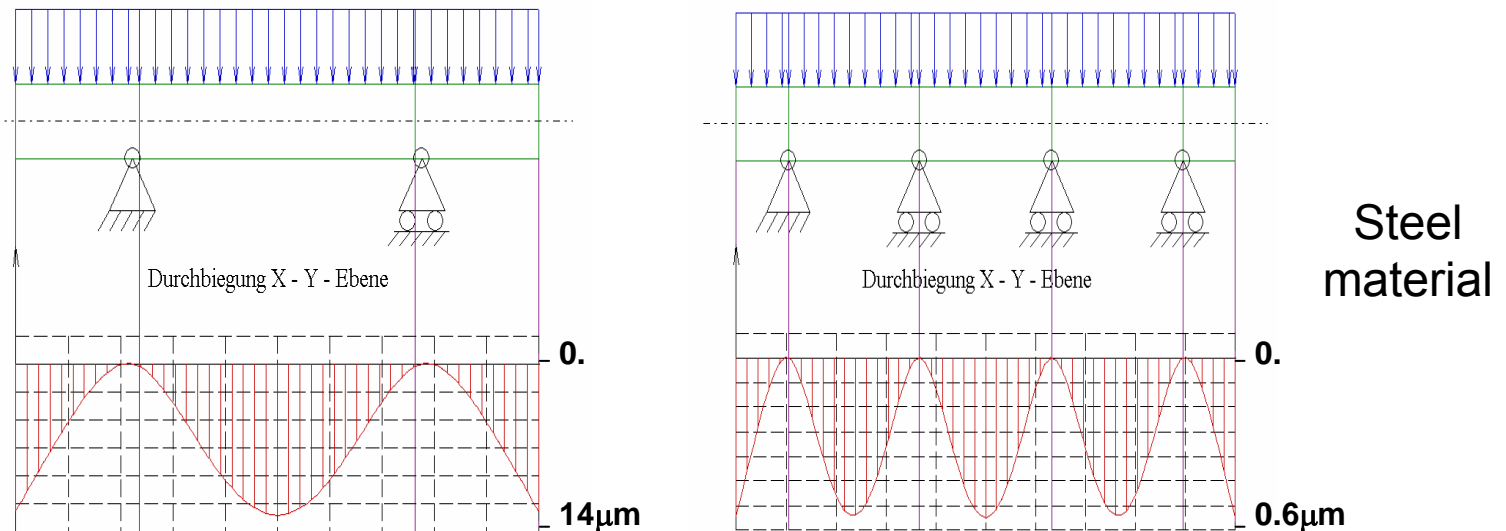 Durchbiegung X - Y - Ebene
0.
14μm
Durchbiegung X - Y - Ebene
0.
0.6μm
Steel
material